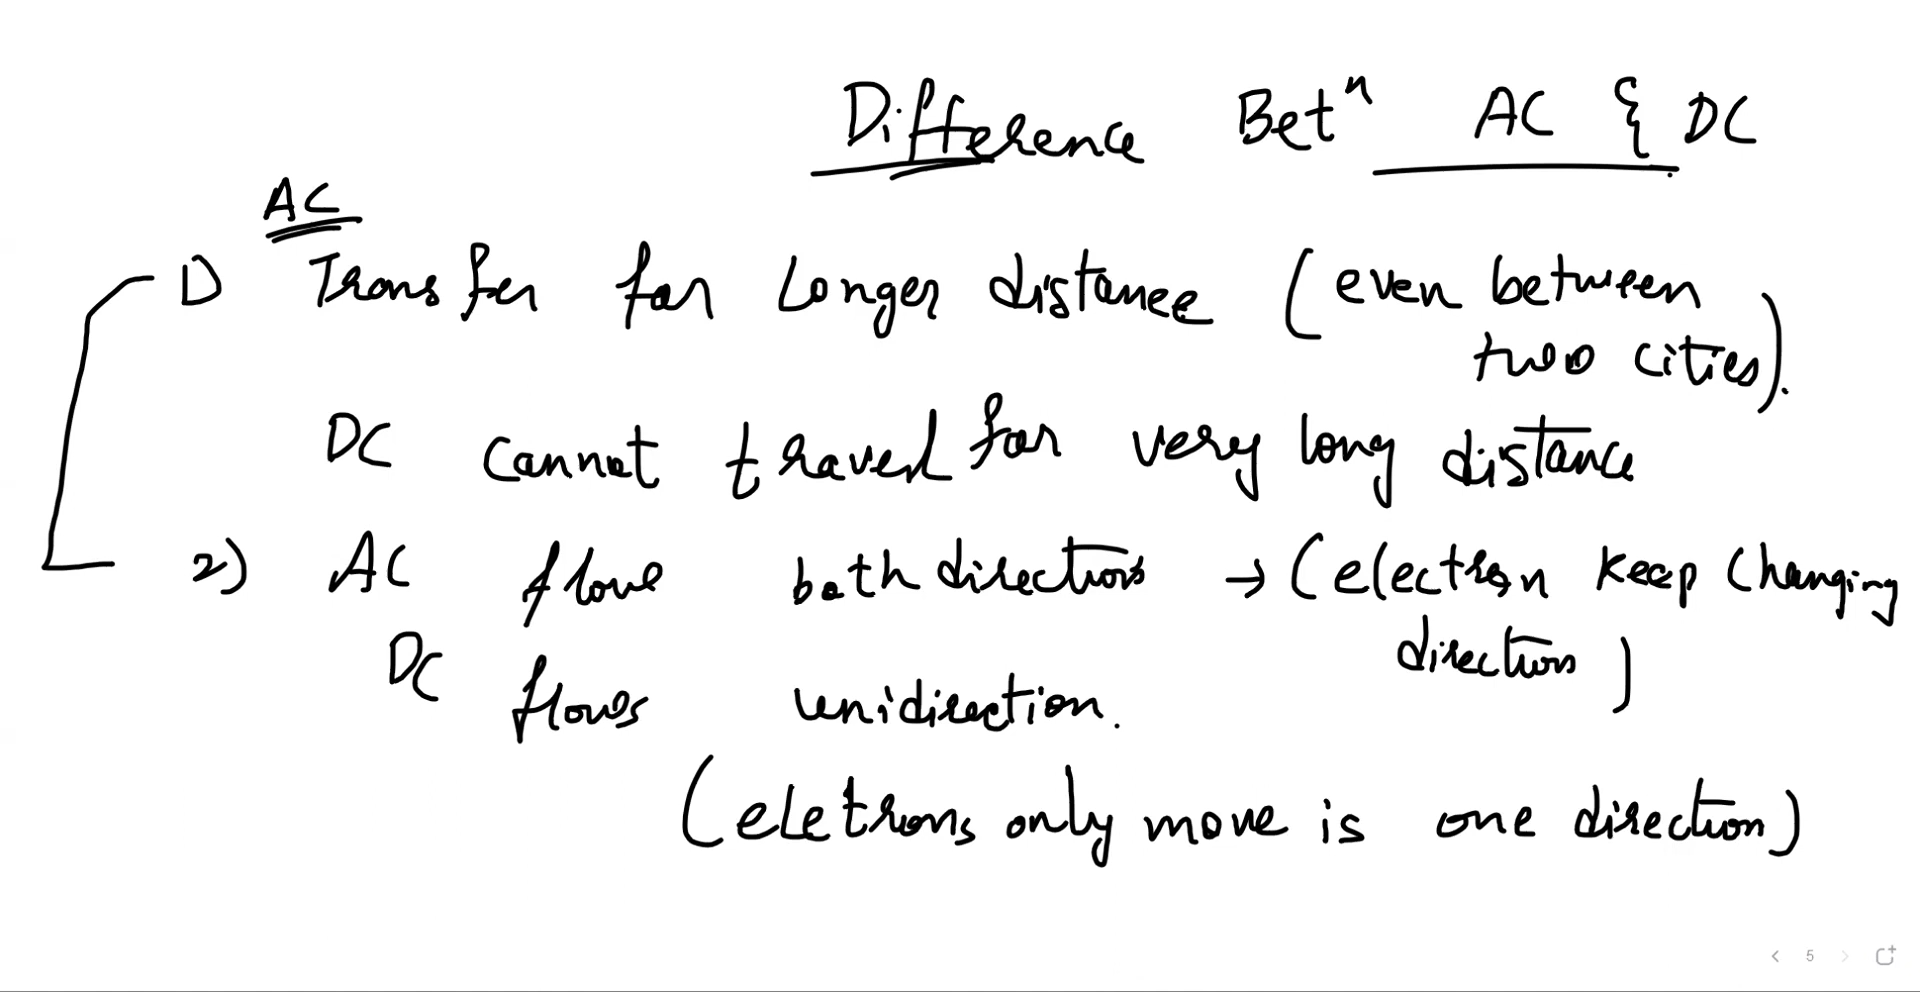 Difference Betⁿ AC & DC
AC
1) Transfer for Longer distance (even between
two cities).
DC cannot travel for very long distance
2) AC flow both directions → (electron keep changing
directions)
DC flows unidirection.
(eletrons only move is one direction)
5